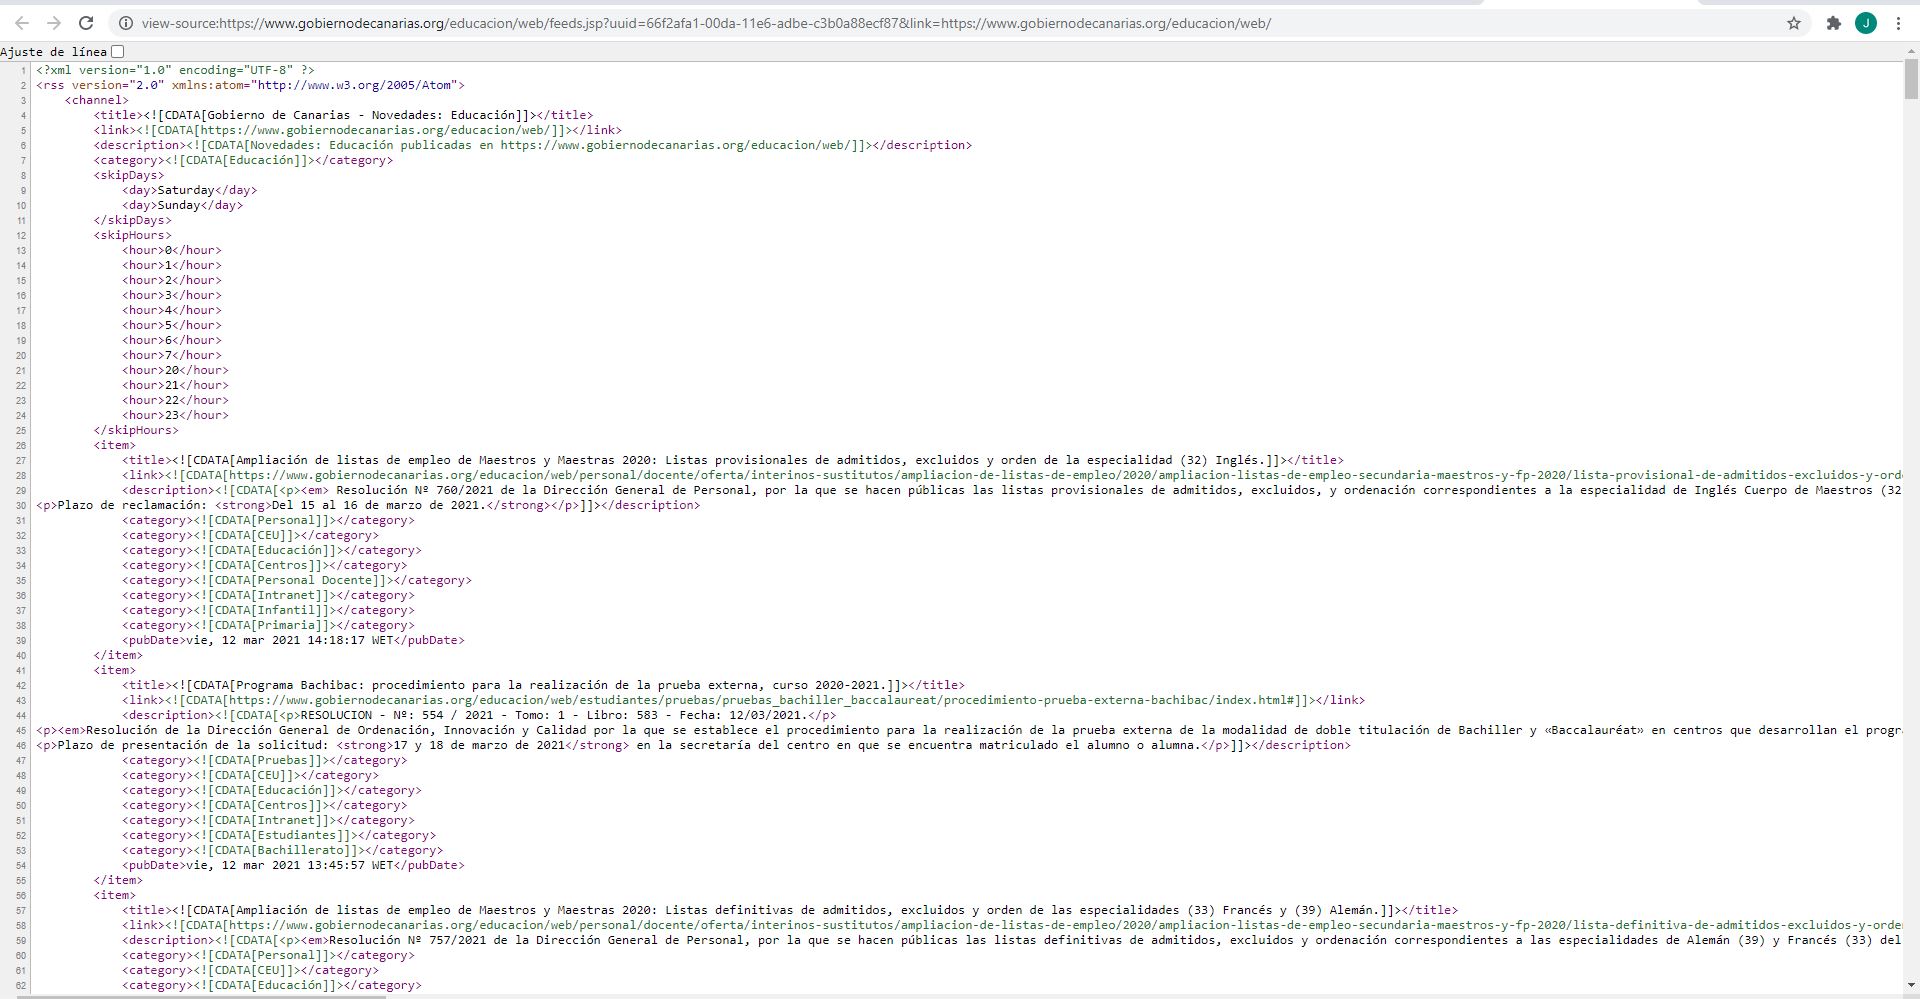 view-source:https://www.gobiernodecanarias.org/educacion/web/feeds.jsp?uuid=66f2afa1-00da-11e6-adbe-c3b0a88ecf87&link=https://www.gobiernodecanarias.org/educacion/web/
J
Ajuste de línea
1 <?xml version="1.0" encoding="UTF-8" ?>
2 <rss version="2.0" xmlns:atom="http://www.w3.org/2005/Atom">
3 <channel>
4 <title><![CDATA[Gobierno de Canarias - Novedades: Educación]]></title>
5 <link><![CDATA[https://www.gobiernodecanarias.org/educacion/web/]]></link>
6 <description><![CDATA[Novedades: Educación publicadas en https://www.gobiernodecanarias.org/educacion/web/]]></description>
7 <category><![CDATA[Educación]]></category>
8 <skipDays>
9 <day>Saturday</day>
10 <day>Sunday</day>
11 </skipDays>
12 <skipHours>
13 <hour>0</hour>
14 <hour>1</hour>
15 <hour>2</hour>
16 <hour>3</hour>
17 <hour>4</hour>
18 <hour>5</hour>
19 <hour>6</hour>
20 <hour>7</hour>
21 <hour>20</hour>
22 <hour>21</hour>
23 <hour>22</hour>
24 <hour>23</hour>
25 </skipHours>
26 <item>
27 <title><![CDATA[Ampliación de listas de empleo de Maestros y Maestras 2020: Listas provisionales de admitidos, excluidos y orden de la especialidad (32) Inglés.]]></title>
28 <link><![CDATA[https://www.gobiernodecanarias.org/educacion/web/personal/docente/oferta/interinos-sustitutos/ampliacion-de-listas-de-empleo/2020/ampliacion-listas-de-empleo-secundaria-maestros-y-fp-2020/lista-provisional-de-admitidos-excluidos-y-orde
29 <description><![CDATA[<p><em> Resolución Nº 760/2021 de la Dirección General de Personal, por la que se hacen públicas las listas provisionales de admitidos, excluidos, y ordenación correspondientes a la especialidad de Inglés Cuerpo de Maestros (32
30 <p>Plazo de reclamación: <strong>Del 15 al 16 de marzo de 2021.</strong></p>]]></description>
31 <category><![CDATA[Personal]]></category>
32 <category><![CDATA[CEU]]></category>
33 <category><![CDATA[Educación]]></category>
34 <category><![CDATA[Centros]]></category>
35 <category><![CDATA[Personal Docente]]></category>
36 <category><![CDATA[Intranet]]></category>
37 <category><![CDATA[Infantil]]></category>
38 <category><![CDATA[Primaria]]></category>
39 <pubDate>vie, 12 mar 2021 14:18:17 WET</pubDate>
40 </item>
41 <item>
42 <title><![CDATA[Programa Bachibac: procedimiento para la realización de la prueba externa, curso 2020-2021.]]></title>
43 <link><![CDATA[https://www.gobiernodecanarias.org/educacion/web/estudiantes/pruebas/pruebas_bachiller_baccalaureat/procedimiento-prueba-externa-bachibac/index.html#]]></link>
44 <description><![CDATA[<p>RESOLUCION - Nº: 554 / 2021 - Tomo: 1 - Libro: 583 - Fecha: 12/03/2021.</p>
45 <p><em>Resolución de la Dirección General de Ordenación, Innovación y Calidad por la que se establece el procedimiento para la realización de la prueba externa de la modalidad de doble titulación de Bachiller y «Baccalauréat» en centros que desarrollan el progr
46 <p>Plazo de presentación de la solicitud: <strong>17 y 18 de marzo de 2021</strong> en la secretaría del centro en que se encuentra matriculado el alumno o alumna.</p>]]></description>
47 <category><![CDATA[Pruebas]]></category>
48 <category><![CDATA[CEU]]></category>
49 <category><![CDATA[Educación]]></category>
50 <category><![CDATA[Centros]]></category>
51 <category><![CDATA[Intranet]]></category>
52 <category><![CDATA[Estudiantes]]></category>
53 <category><![CDATA[Bachillerato]]></category>
54 <pubDate>vie, 12 mar 2021 13:45:57 WET</pubDate>
55 </item>
56 <item>
57 <title><![CDATA[Ampliación de listas de empleo de Maestros y Maestras 2020: Listas definitivas de admitidos, excluidos y orden de las especialidades (33) Francés y (39) Alemán.]]></title>
58 <link><![CDATA[https://www.gobiernodecanarias.org/educacion/web/personal/docente/oferta/interinos-sustitutos/ampliacion-de-listas-de-empleo/2020/ampliacion-listas-de-empleo-secundaria-maestros-y-fp-2020/lista-definitiva-de-admitidos-excluidos-y-orden
59 <description><![CDATA[<p><em>Resolución Nº 757/2021 de la Dirección General de Personal, por la que se hacen públicas las listas definitivas de admitidos, excluidos y ordenación correspondientes a las especialidades de Alemán (39) y Francés (33) del
60 <category><![CDATA[Personal]]></category>
61 <category><![CDATA[CEU]]></category>
62 <category><![CDATA[Educación]]></category>